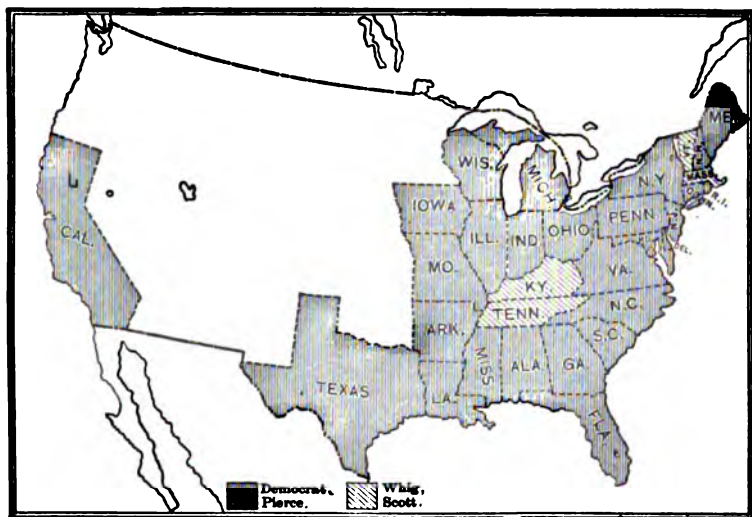 ME.
WIS.
MICH.
N.Y.
IOWA
ILL.
IND.
OHIO
PENN.
CAL.
MO.
KY.
VA.
TENN.
N.C.
ARK.
S.C.
MISS
ALA.
GA.
TEXAS
LA.
FLA.
MASS.
R.I.
DEL.
Democrat,
Pierce.
Whig,
Scott.